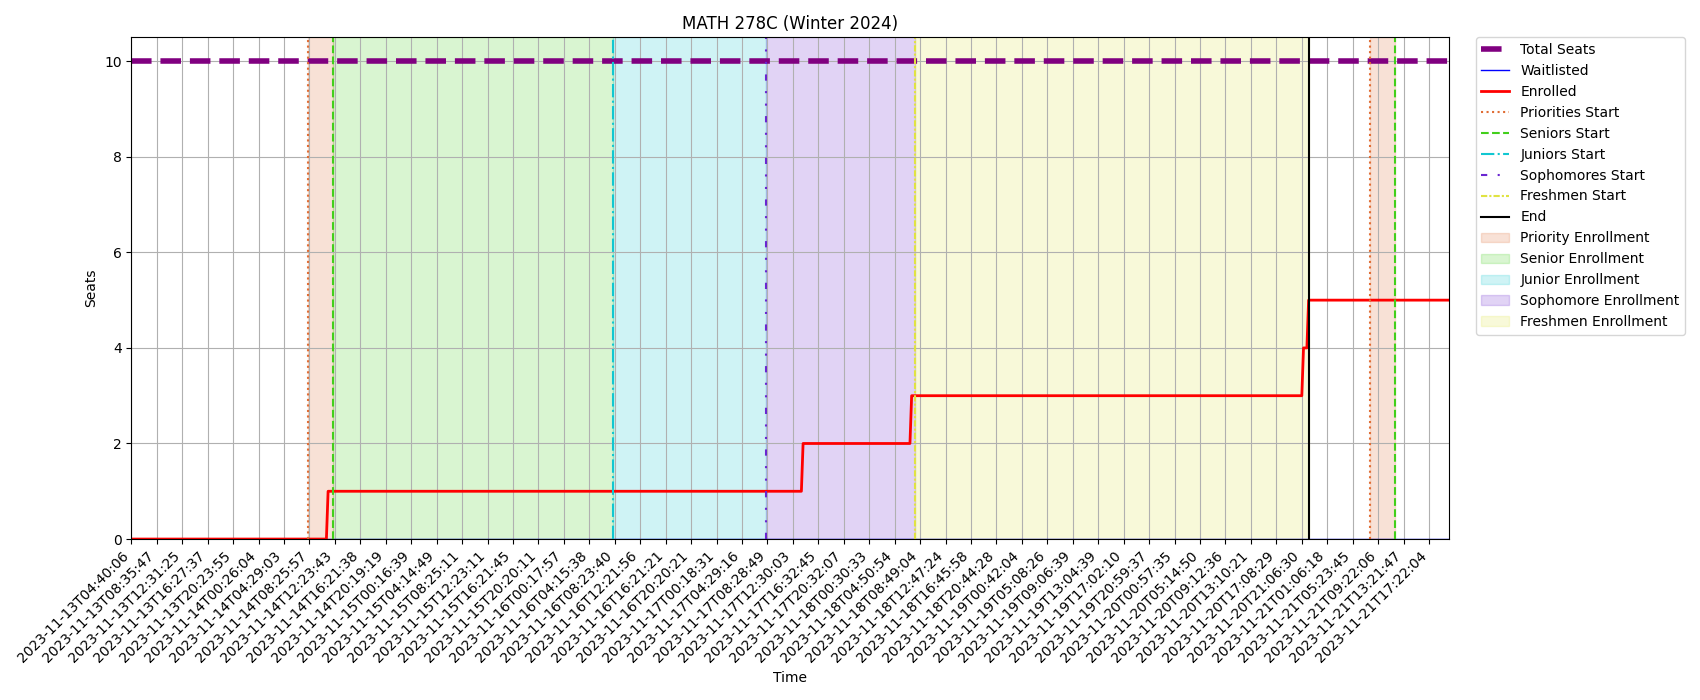 MATH 278C (Winter 2024)
10
8
6
4
2
0
Seats
2023-11-13T04:40:06
2023-11-13T08:35:47
2023-11-13T12:31:25
2023-11-13T16:27:37
2023-11-13T20:23:55
2023-11-14T00:26:04
2023-11-14T04:29:03
2023-11-14T08:25:57
2023-11-14T12:23:43
2023-11-14T16:21:38
2023-11-14T20:19:19
2023-11-15T00:16:39
2023-11-15T04:14:49
2023-11-15T08:25:11
2023-11-15T12:23:11
2023-11-15T16:21:45
2023-11-15T20:20:11
2023-11-16T00:17:57
2023-11-16T04:15:38
2023-11-16T08:23:40
2023-11-16T12:21:56
2023-11-16T16:21:21
2023-11-16T20:20:21
2023-11-17T00:18:31
2023-11-17T04:29:16
2023-11-17T08:28:49
2023-11-17T12:30:03
2023-11-17T16:32:45
2023-11-17T20:32:07
2023-11-18T00:30:33
2023-11-18T04:50:54
2023-11-18T08:49:04
2023-11-18T12:47:24
2023-11-18T16:45:58
2023-11-18T20:44:28
2023-11-19T00:42:04
2023-11-19T05:08:26
2023-11-19T09:06:39
2023-11-19T13:04:39
2023-11-19T17:02:10
2023-11-19T20:59:37
2023-11-20T00:57:35
2023-11-20T05:14:50
2023-11-20T09:12:36
2023-11-20T13:10:21
2023-11-20T17:08:29
2023-11-20T21:06:30
2023-11-21T01:06:18
2023-11-21T05:23:45
2023-11-21T09:22:06
2023-11-21T13:21:47
2023-11-21T17:22:04
Time
Total Seats
Waitlisted
Enrolled
Priorities Start
Seniors Start
Juniors Start
Sophomores Start
Freshmen Start
End
Priority Enrollment
Senior Enrollment
Junior Enrollment
Sophomore Enrollment
Freshmen Enrollment